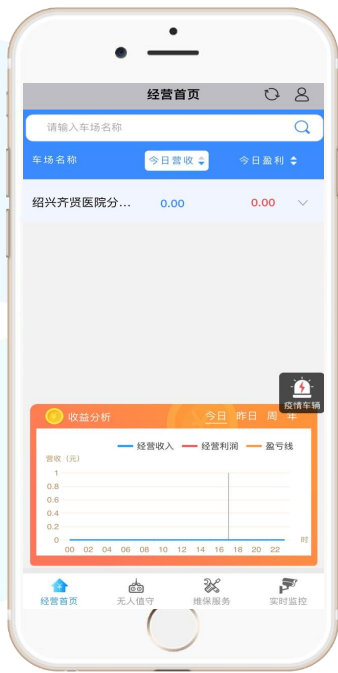 经营首页
请输入车场名称
车场名称 今日营收 今日盈利
绍兴齐贤医院分... 0.00 0.00
疫情车辆
收益分析 今日 昨日 周 年
经营收入 经营利润 盈亏线
营收（元）
1
0.8
0.6
0.4
0.2
0 时
00 02 04 06 08 10 12 14 16 18 20 22
经营首页 无人值守 维保服务 实时监控